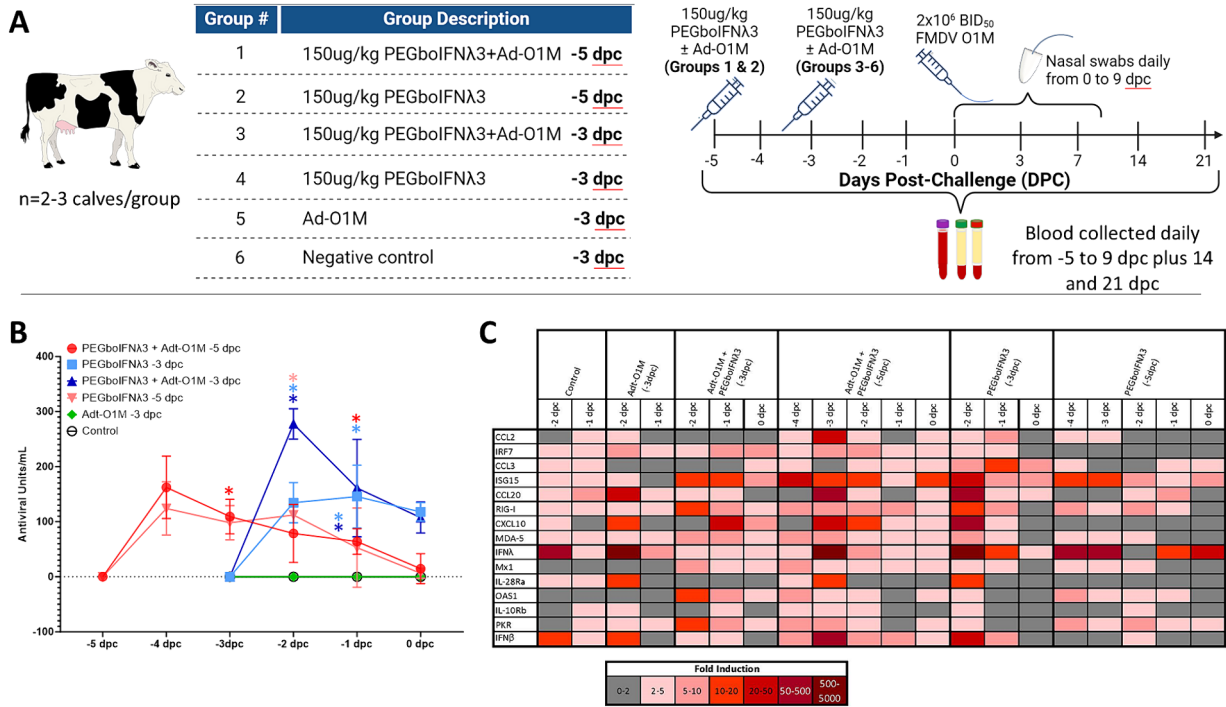 A
Group # Group Description
1 150ug/kg PEGboIFNλ3+Ad-O1M -5 dpc
2 150ug/kg PEGboIFNλ3 -5 dpc
3 150ug/kg PEGboIFNλ3+Ad-O1M -3 dpc
4 150ug/kg PEGboIFNλ3 -3 dpc
5 Ad-O1M -3 dpc
6 Negative control -3 dpc
n=2-3 calves/group
150ug/kg
PEGboIFNλ3
± Ad-O1M
(Groups 1 & 2)
150ug/kg
PEGboIFNλ3
± Ad-O1M
(Groups 3-6)
2x10⁶ BID₅₀
FMDV O1M
Nasal swabs daily
from 0 to 9 dpc
-5 -4 -3 -2 -1 0 3 7 14 21
Days Post-Challenge (DPC)
Blood collected daily
from -5 to 9 dpc plus 14
and 21 dpc
B
PEGboIFNλ3 + Adt-O1M -5 dpc
PEGboIFNλ3 -3 dpc
PEGboIFNλ3 + Adt-O1M -3 dpc
PEGboIFNλ3 -5 dpc
Adt-O1M -3 dpc
Control
Antiviral Units/mL
400
300
200
100
0
-100
* * * * * * * *
-5 dpc -4 dpc -3dpc -2 dpc -1 dpc 0 dpc
C
Control
Adt-O1M
(-3dpc)
Adt-O1M +
PEGboIFNλ3
(-3dpc)
Adt-O1M +
PEGboIFNλ3
(-5dpc)
PEGboIFNλ3
(-3dpc)
PEGboIFNλ3
(-5dpc)
-2 dpc -1 dpc -2 dpc -1 dpc -2 dpc -1 dpc 0 dpc -4 dpc -3 dpc -2 dpc -1 dpc 0 dpc -2 dpc -1 dpc 0 dpc -4 dpc -3 dpc -2 dpc -1 dpc 0 dpc
CCL2
IRF7
CCL3
ISG15
CCL20
RIG-I
CXCL10
MDA-5
IFNλ
Mx1
IL-28Ra
OAS1
IL-10Rb
PKR
IFNβ
Fold Induction
0-2 2-5 5-10 10-20 20-50 50-500 500-
5000